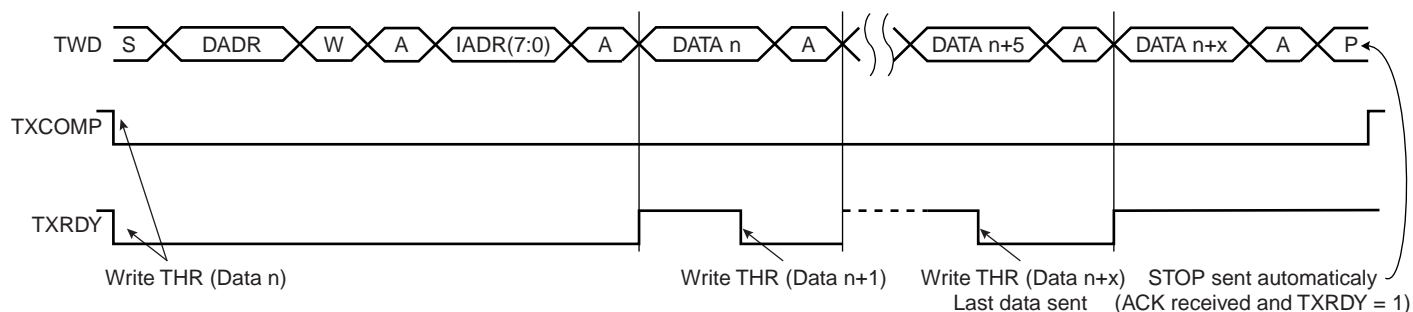 TWD S DADR W A IADR(7:0) A DATA n A DATA n+5 A DATA n+x A P
TXCOMP
TXRDY
Write THR (Data n) Write THR (Data n+1) Write THR (Data n+x) STOP sent automaticaly
Last data sent (ACK received and TXRDY = 1)